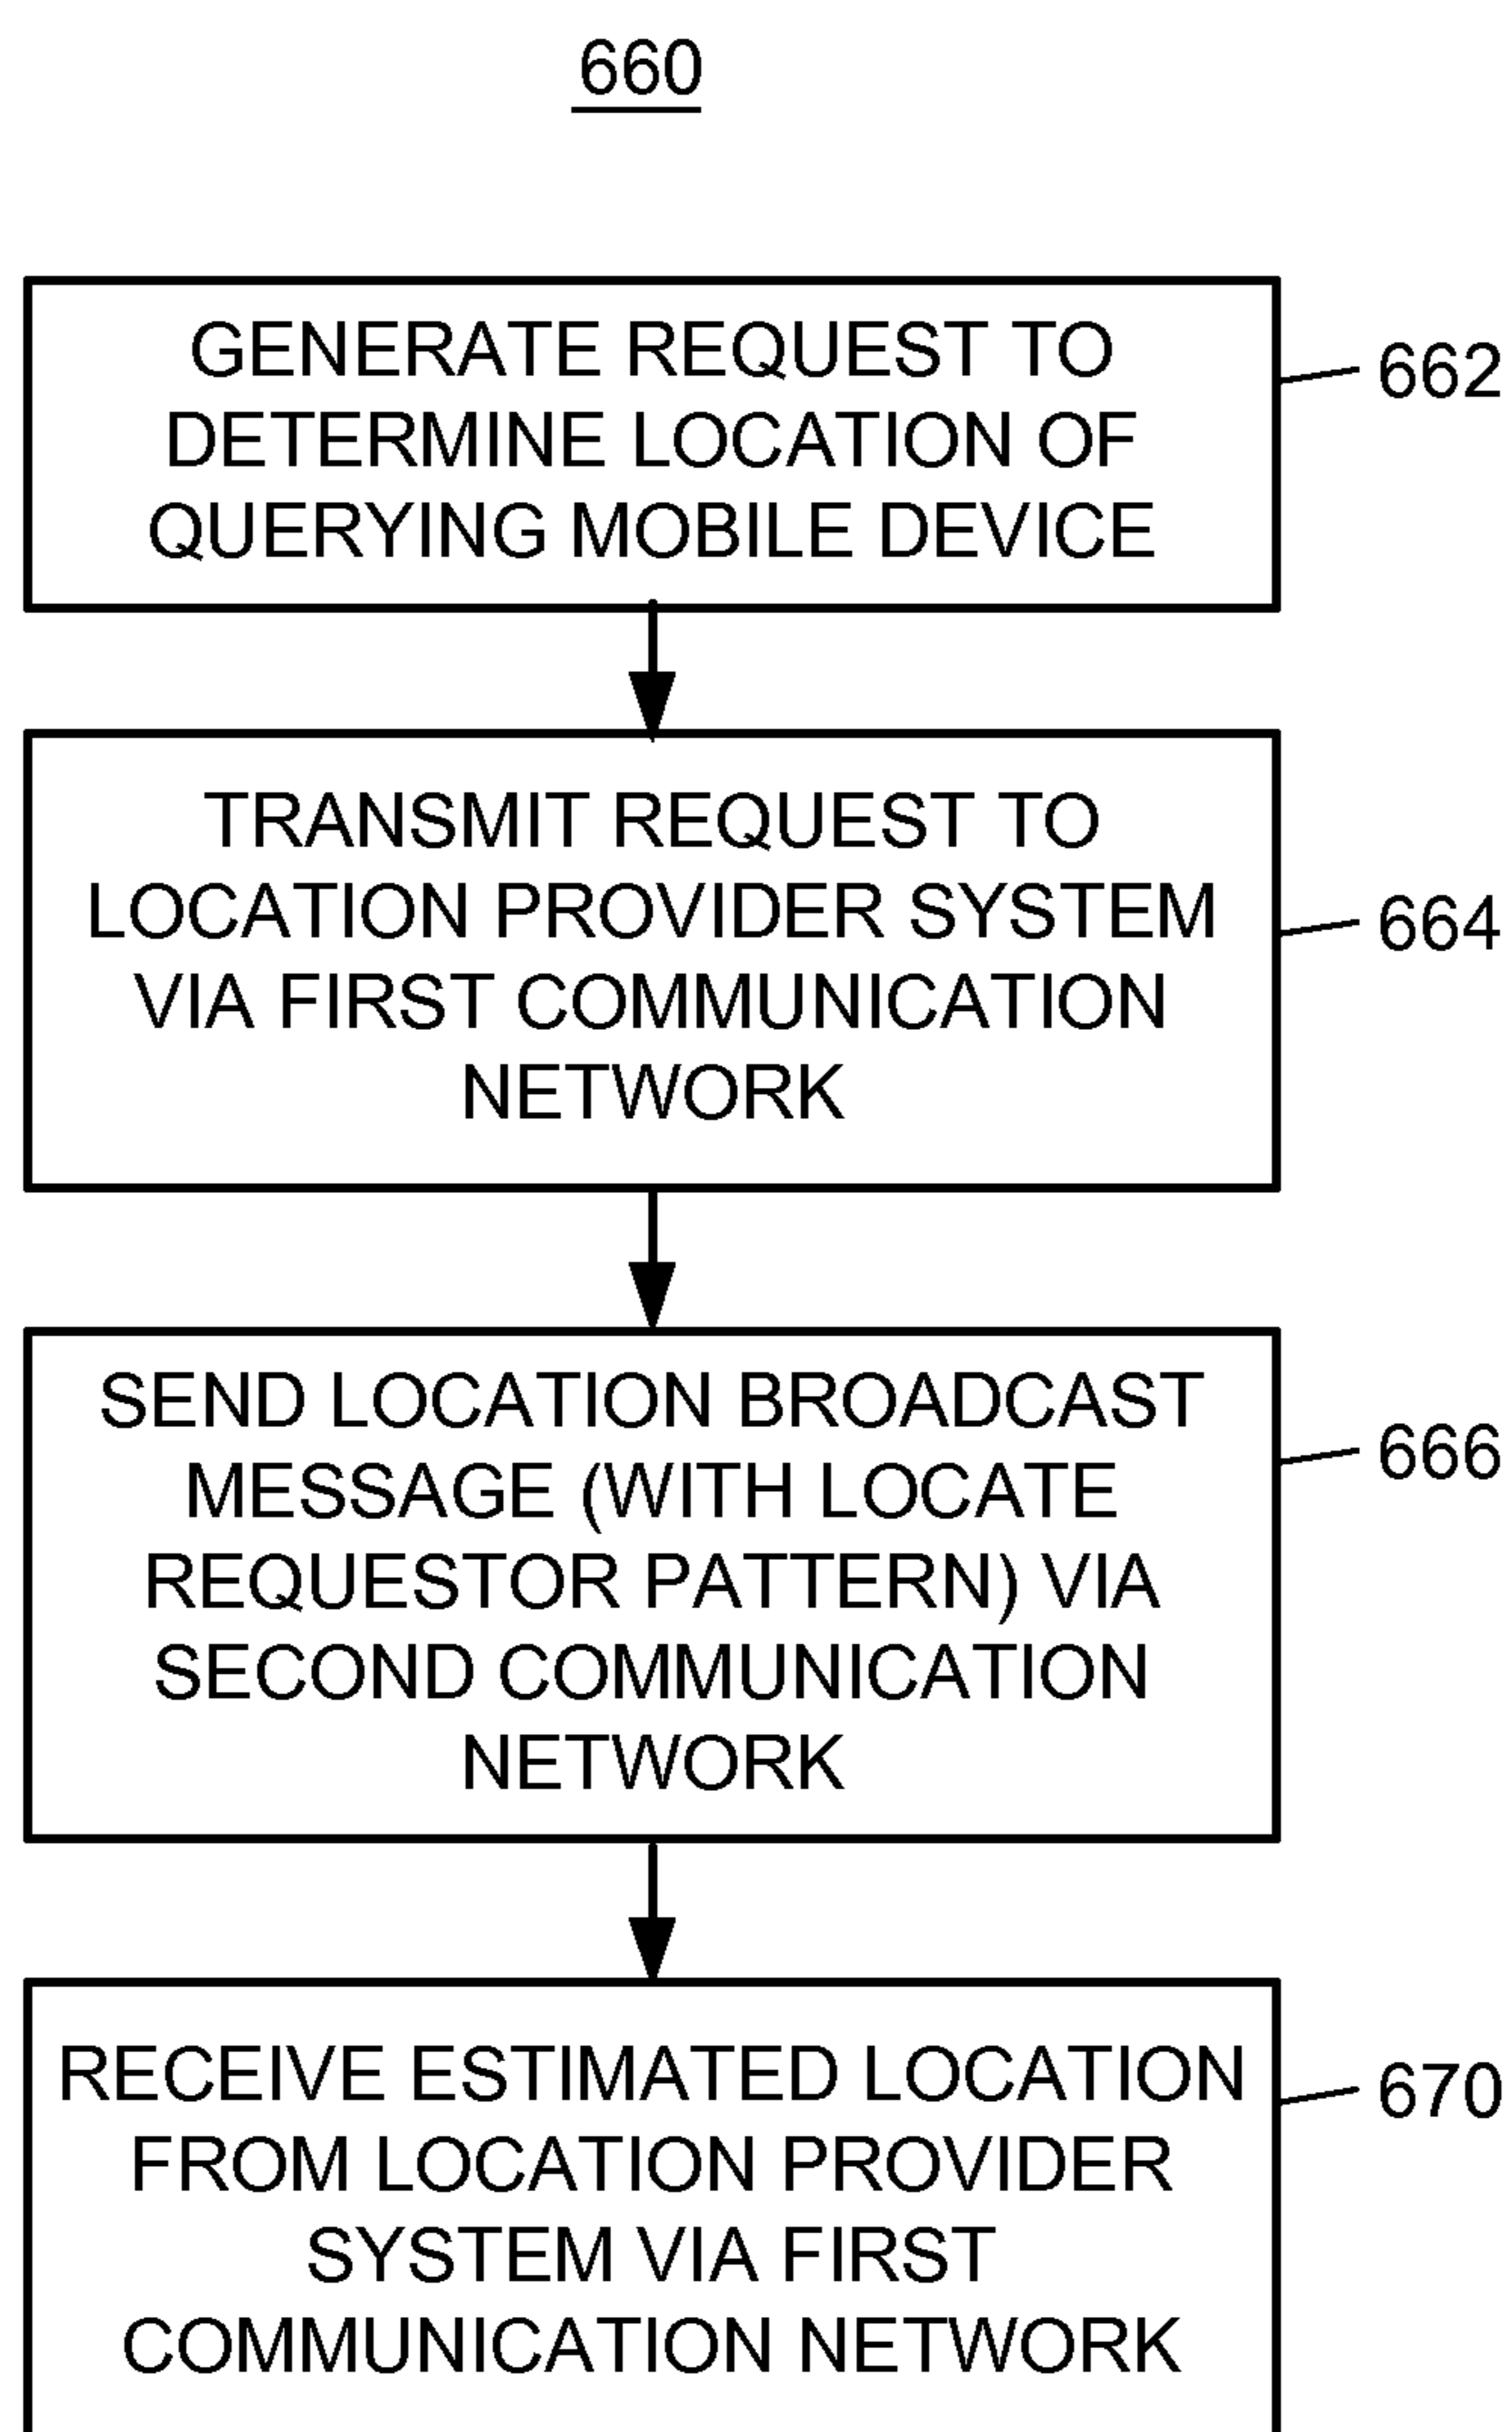 660
GENERATE REQUEST TO
DETERMINE LOCATION OF
QUERYING MOBILE DEVICE
662
TRANSMIT REQUEST TO
LOCATION PROVIDER SYSTEM
VIA FIRST COMMUNICATION
NETWORK
664
SEND LOCATION BROADCAST
MESSAGE (WITH LOCATE
REQUESTOR PATTERN) VIA
SECOND COMMUNICATION
NETWORK
666
RECEIVE ESTIMATED LOCATION
FROM LOCATION PROVIDER
SYSTEM VIA FIRST
COMMUNICATION NETWORK
670